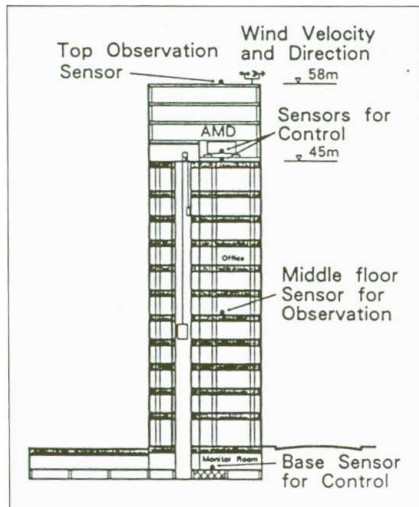 Top Observation
Sensor
Wind Velocity
and Direction
58m
AMD
Sensors for
Control
45m
Office
Middle floor
Sensor for
Observation
Monitor Room
Base Sensor
for Control